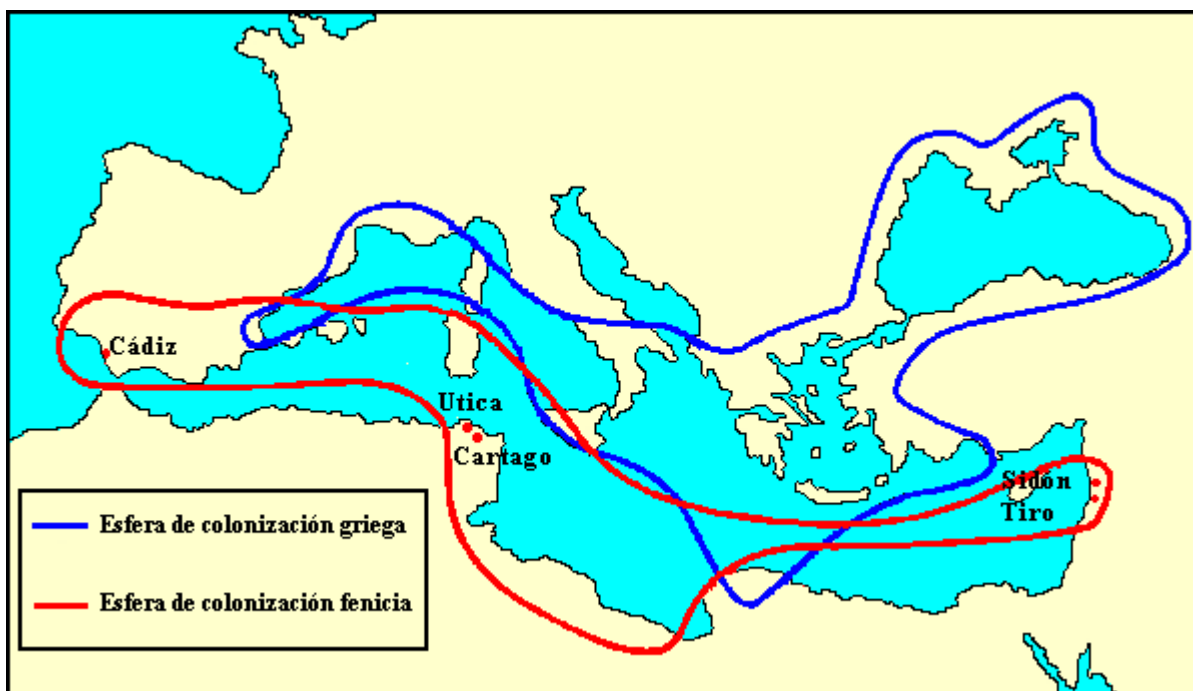 Cádiz
Utica
Cartago
Sidón
Tiro
Esfera de colonización griega
Esfera de colonización fenicia